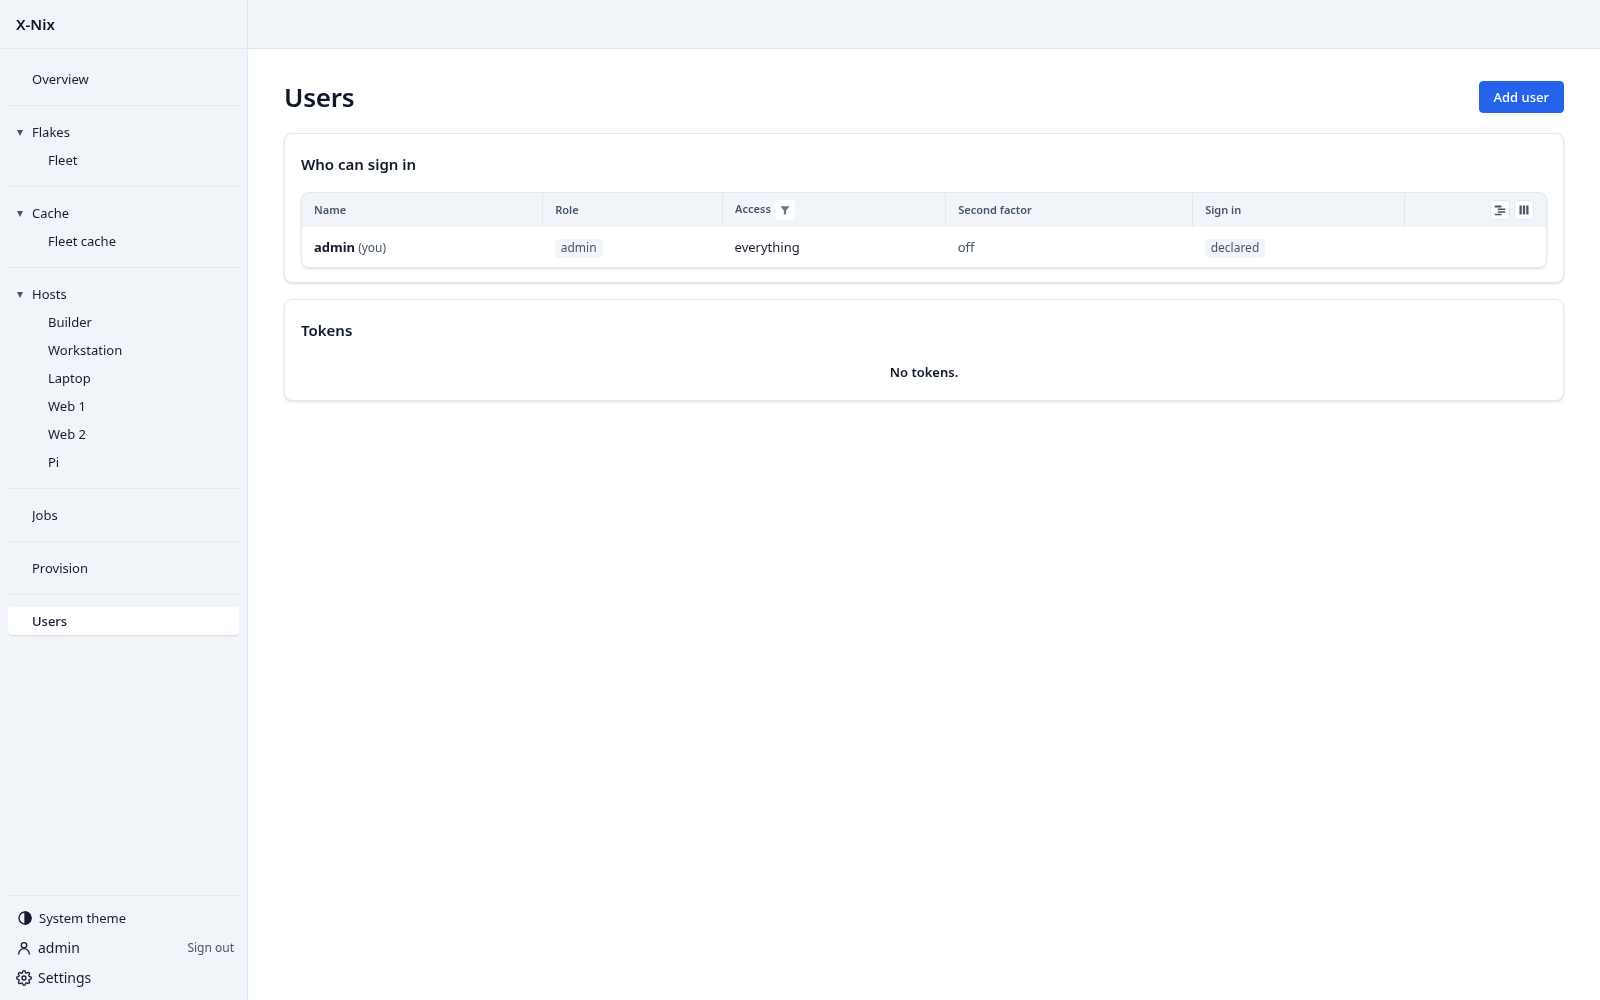 X-Nix
Overview
Flakes
Fleet
Cache
Fleet cache
Hosts
Builder
Workstation
Laptop
Web 1
Web 2
Pi
Jobs
Provision
Users
System theme
admin Sign out
Settings
Users
Add user
Who can sign in
Name Role Access Second factor Sign in
admin (you) admin everything off declared
Tokens
No tokens.